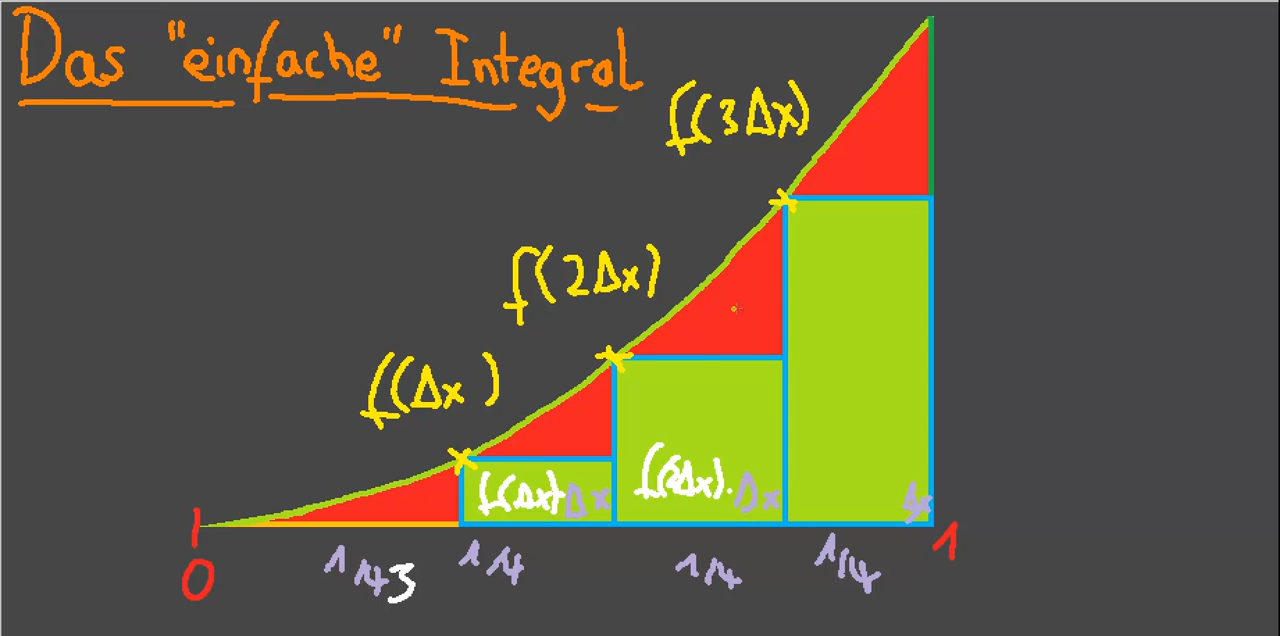 Das "einfache" Integral
f(3Δx)
f(2Δx)
f(Δx)
f(Δx)·Δx
f(2Δx)·Δx
Δx
0
1/4
3
1/4
1/4
1/4
1